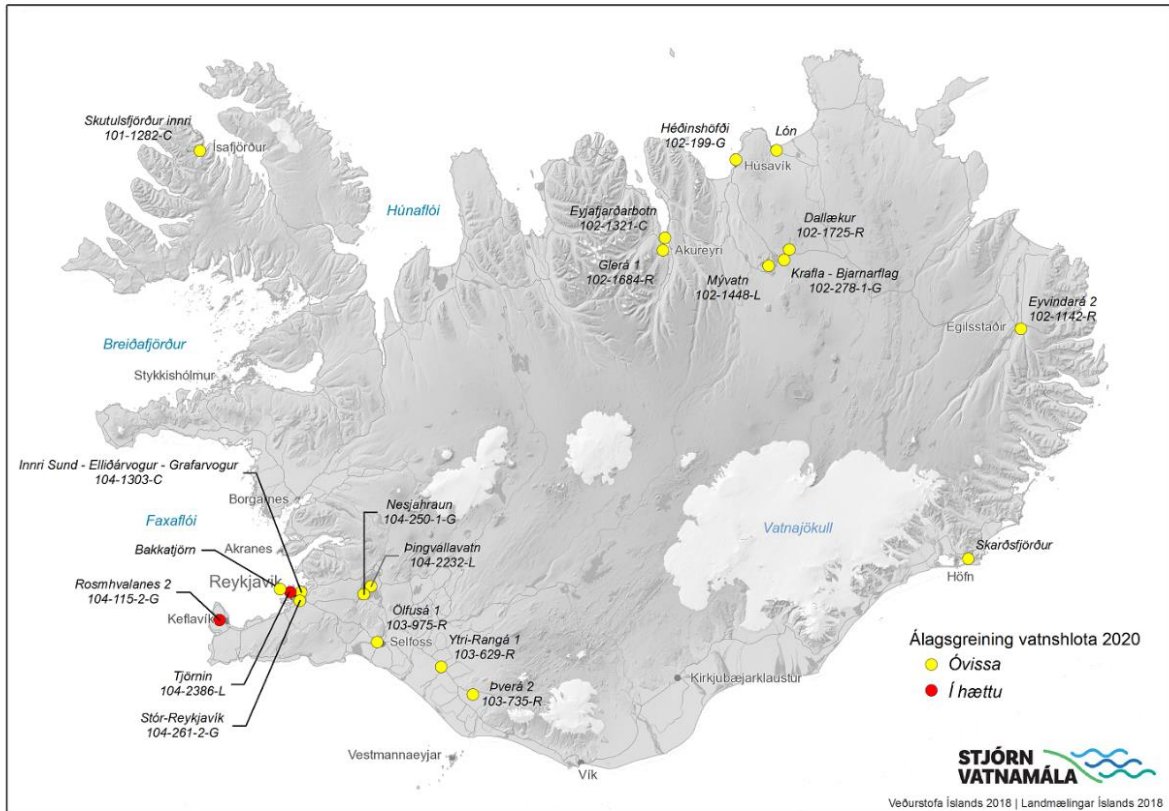 Skutulsfjörður innri
101-1282-C
Ísafjörður
Héðinshöfði
102-199-G
Lón
Húsavík
Húnaflói
Eyjafjarðarbotn
102-1321-C
Akureyri
Glerá 1
102-1684-R
Dallækur
102-1725-R
Mývatn
102-1448-L
Krafla - Bjarnarflag
102-278-1-G
Eyvindará 2
102-1142-R
Egilsstaðir
Breiðafjörður
Stykkishólmur
Innri Sund - Elliðárvogur - Grafarvogur
104-1303-C
Borgarnes
Nesjahraun
104-250-1-G
Faxaflói
Vatnajökull
Bakkatjörn
Akranes
Þingvallavatn
104-2232-L
Skarðsfjörður
Höfn
Rosmhvalanes 2
104-115-2-G
Reykjavík
Keflavík
Ölfusá 1
103-975-R
Selfoss
Ytri-Rangá 1
103-629-R
Tjörnin
104-2386-L
Þverá 2
103-735-R
Kirkjubæjarklaustur
Stór-Reykjavík
104-261-2-G
Vestmannaeyjar
Vík
Álagsgreining vatnshlota 2020
Óvissa
Í hættu
STJÓRN
VATNAMÁLA
Veðurstofa Íslands 2018 | Landmælingar Íslands 2018